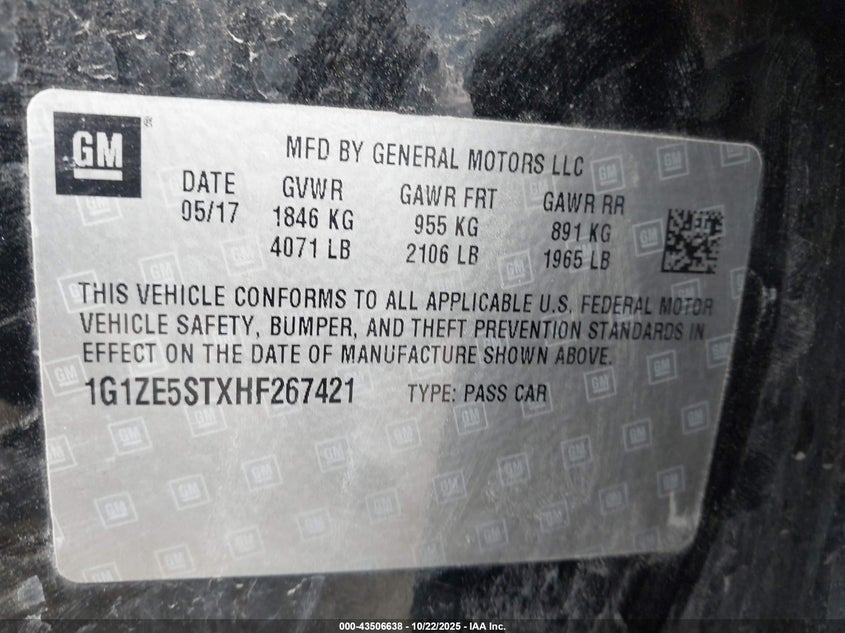 GM ®
MFD BY GENERAL MOTORS LLC
DATE GVWR GAWR FRT GAWR RR
05/17 1846 KG 955 KG 891 KG
4071 LB 2106 LB 1965 LB
THIS VEHICLE CONFORMS TO ALL APPLICABLE U.S. FEDERAL MOTOR
VEHICLE SAFETY, BUMPER, AND THEFT PREVENTION STANDARDS IN
EFFECT ON THE DATE OF MANUFACTURE SHOWN ABOVE.
1G1ZE5STXHF267421 TYPE: PASS CAR
000-43506638 | 10/22/2025 | IAA Inc.